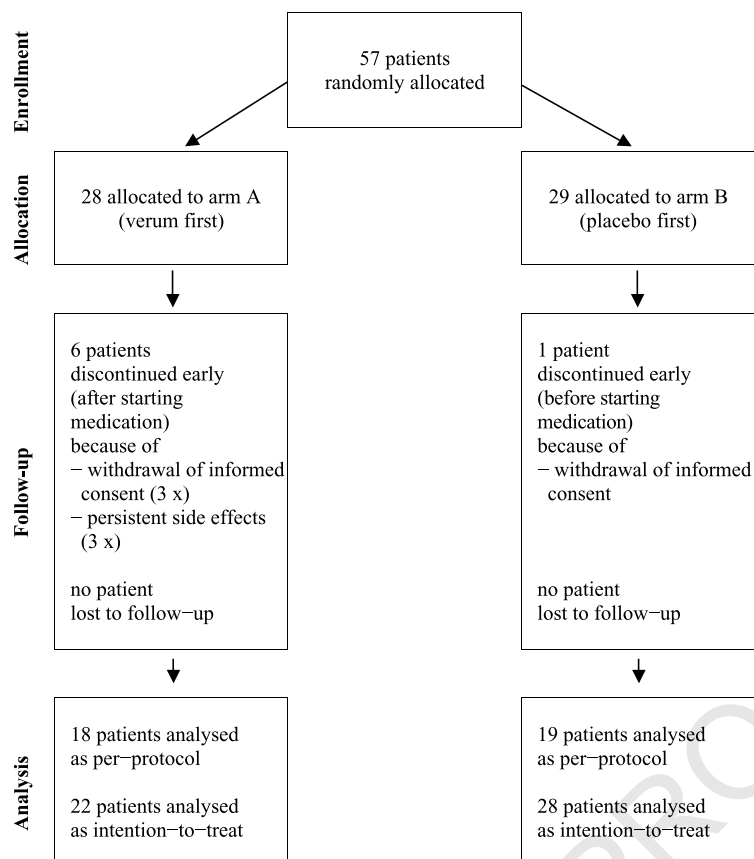 Enrollment
57 patients
randomly allocated
Allocation
28 allocated to arm A
(verum first)
29 allocated to arm B
(placebo first)
Follow-up
6 patients
discontinued early
(after starting
medication)
because of
− withdrawal of informed
consent (3 x)
− persistent side effects
(3 x)
no patient
lost to follow−up
1 patient
discontinued early
(before starting
medication)
because of
− withdrawal of informed
consent
no patient
lost to follow−up
Analysis
18 patients analysed
as per−protocol
22 patients analysed
as intention−to−treat
19 patients analysed
as per−protocol
28 patients analysed
as intention−to−treat
PRO